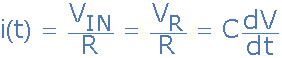 i(t) = V_IN/R = V_R/R = C dV/dt